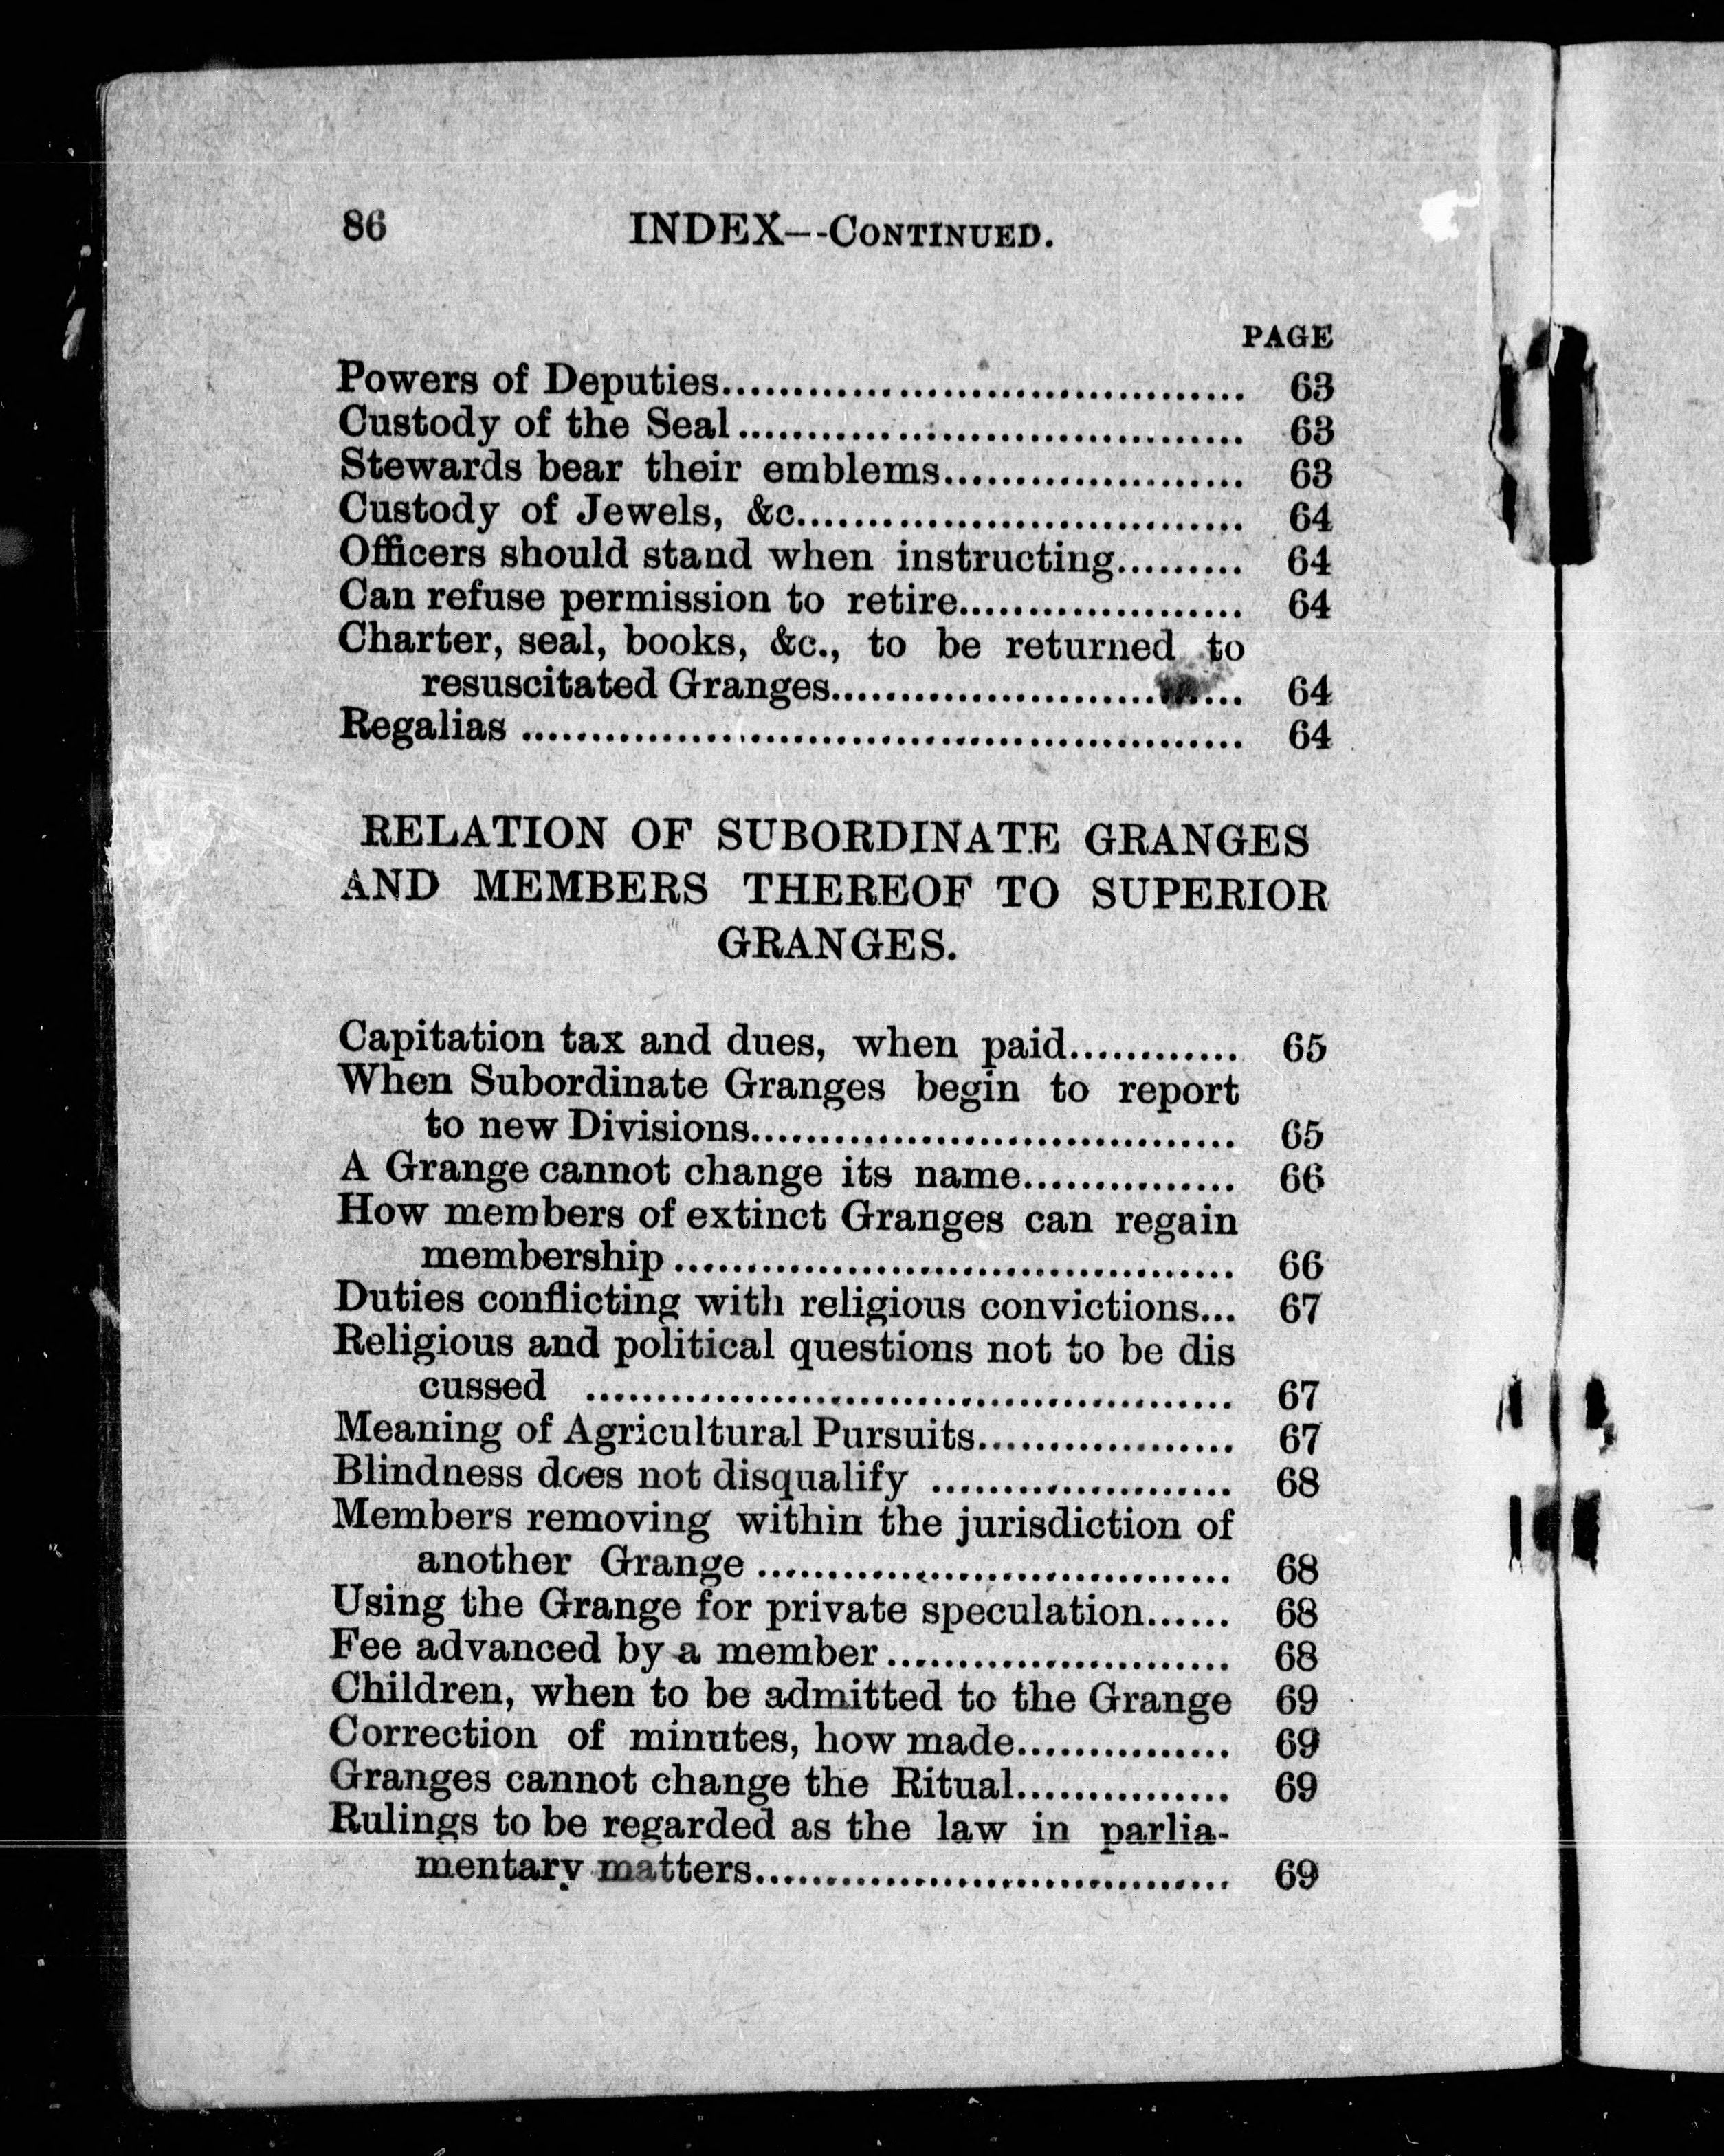 86 INDEX---CONTINUED.
PAGE
Powers of Deputies..................................... 63
Custody of the Seal.................................... 63
Stewards bear their emblems..................... 63
Custody of Jewels, &c............................... 64
Officers should stand when instructing......... 64
Can refuse permission to retire.................... 64
Charter, seal, books, &c., to be returned to
resuscitated Granges............................. 64
Regalias ................................................... 64
RELATION OF SUBORDINATE GRANGES
AND MEMBERS THEREOF TO SUPERIOR
GRANGES.
Capitation tax and dues, when paid............ 65
When Subordinate Granges begin to report
to new Divisions.................................. 65
A Grange cannot change its name............... 66
How members of extinct Granges can regain
membership ....................................... 66
Duties conflicting with religious convictions... 67
Religious and political questions not to be dis
cussed .............................................. 67
Meaning of Agricultural Pursuits.................. 67
Blindness does not disqualify ..................... 68
Members removing within the jurisdiction of
another Grange ................................. 68
Using the Grange for private speculation...... 68
Fee advanced by a member........................ 68
Children, when to be admitted to the Grange 69
Correction of minutes, how made............... 69
Granges cannot change the Ritual............... 69
Rulings to be regarded as the law in parlia-
mentary matters................................. 69